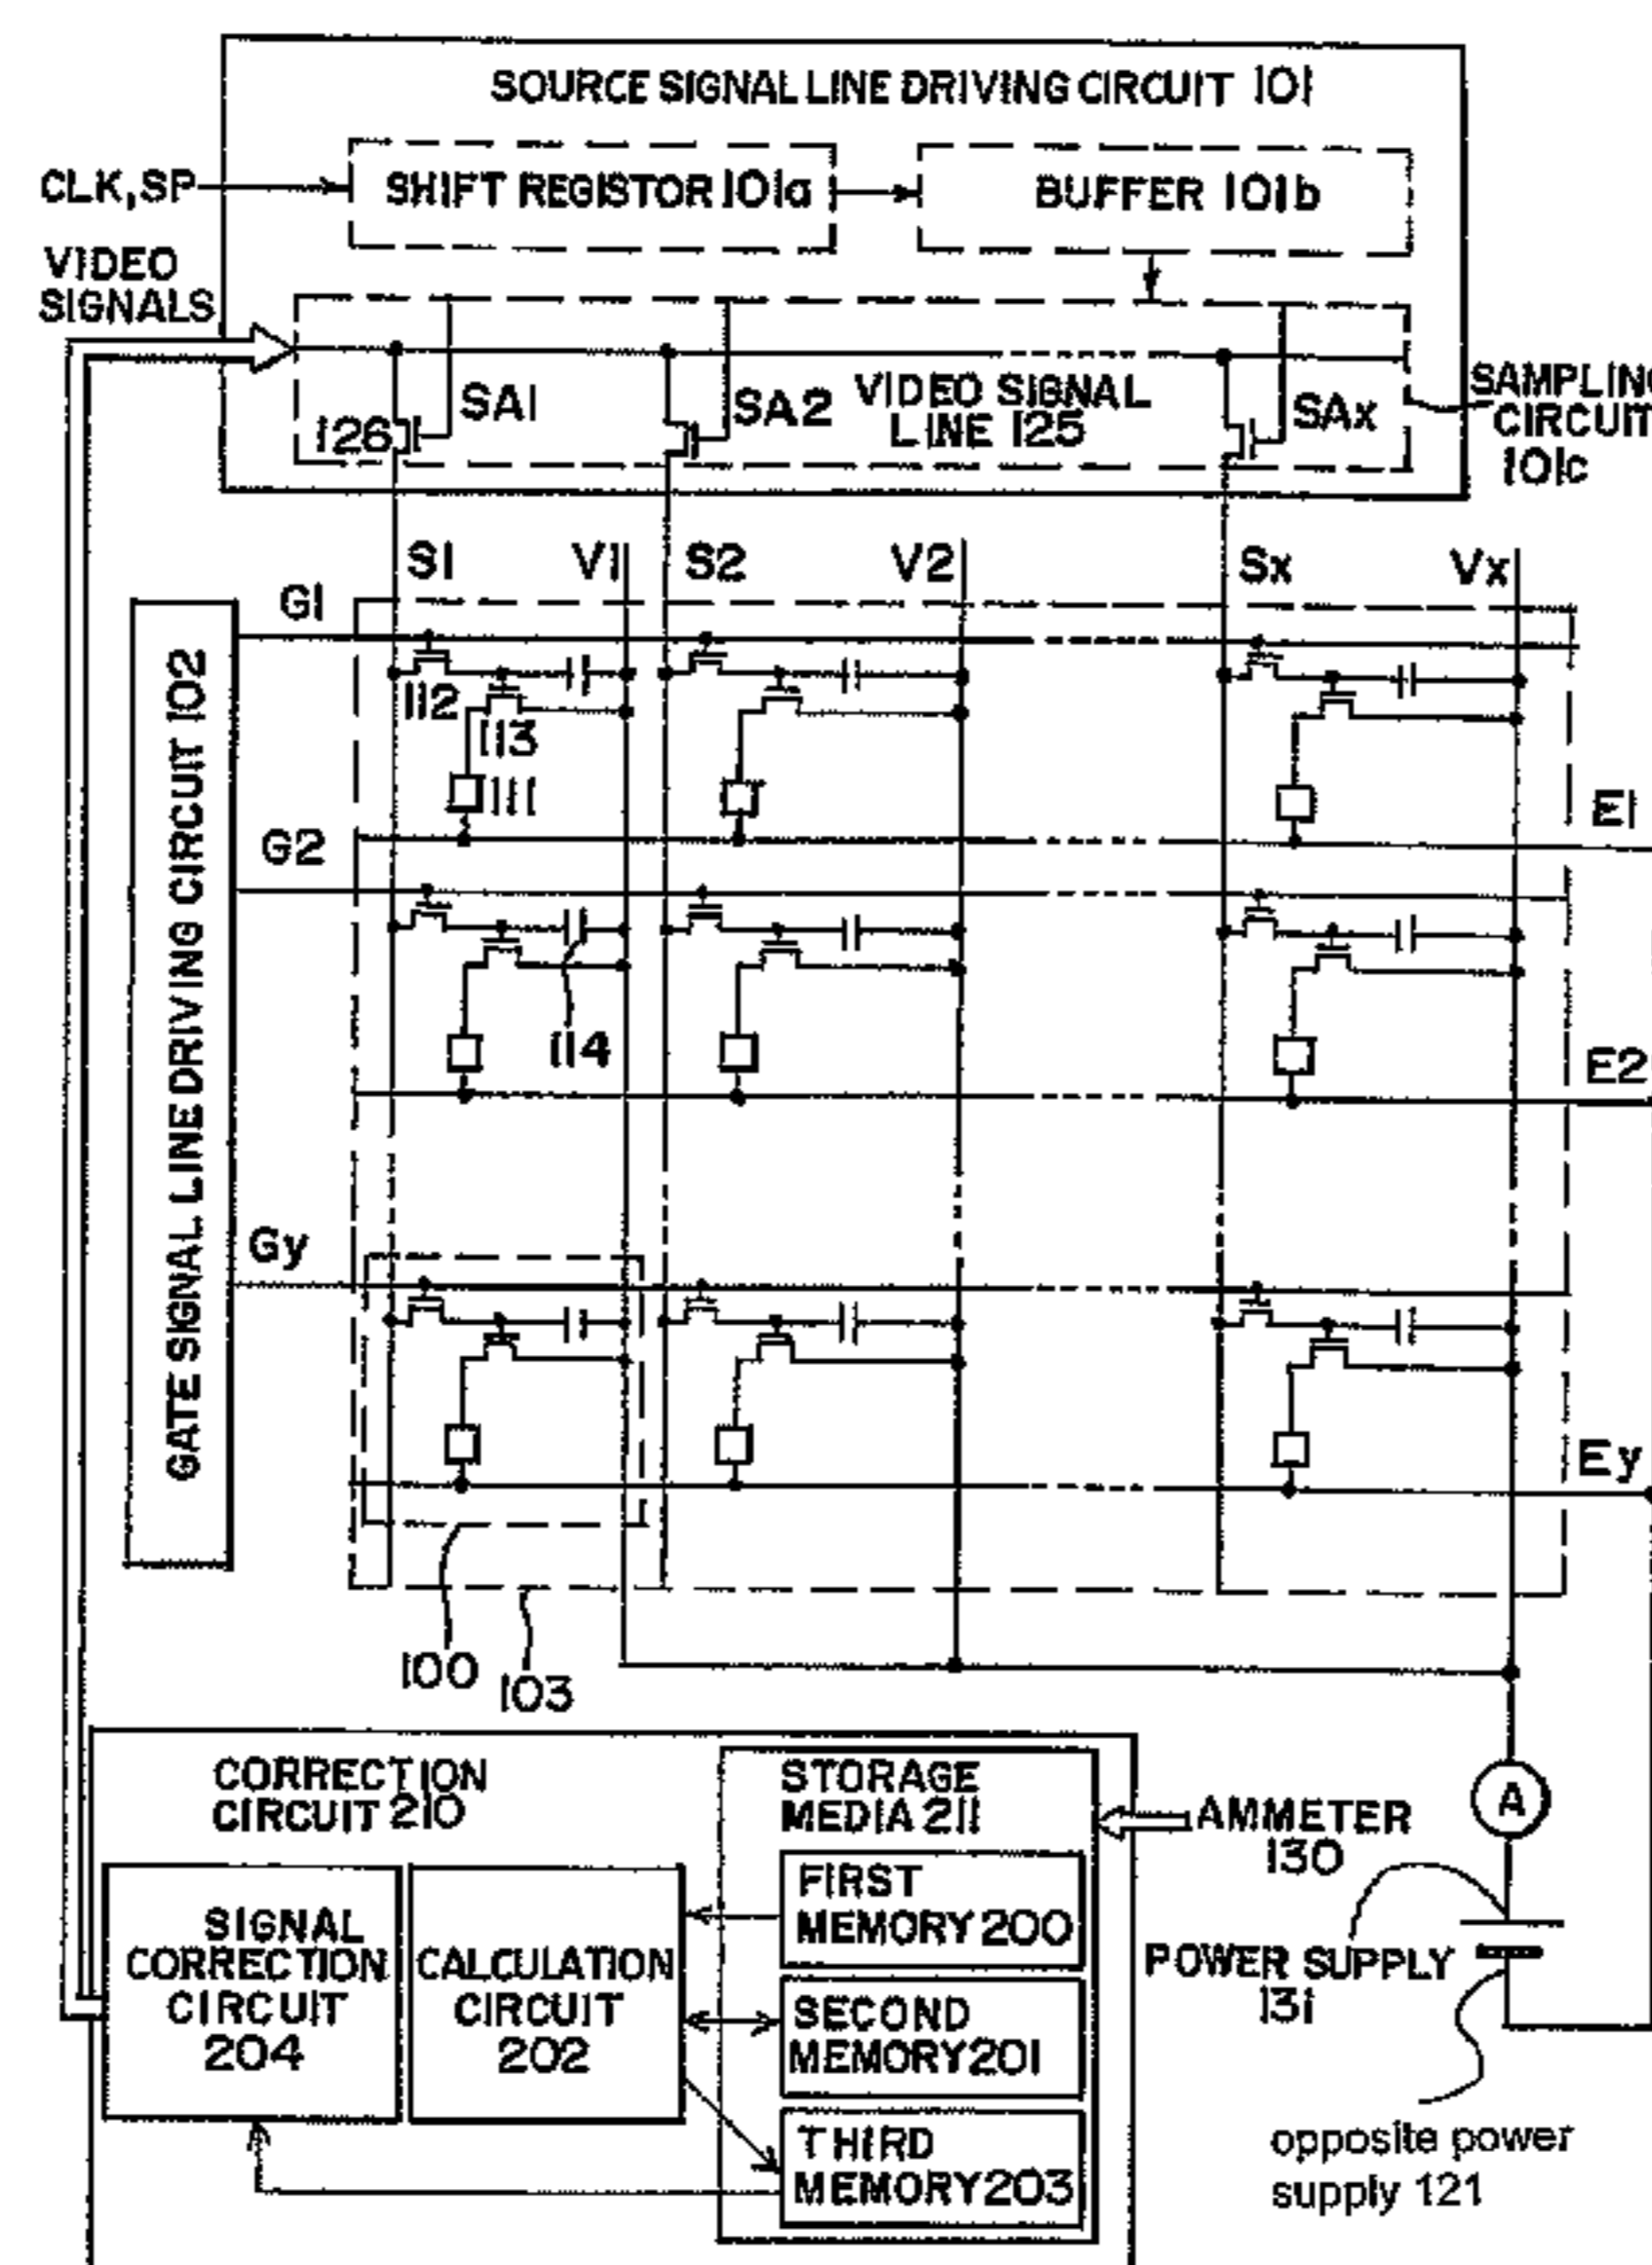 SOURCE SIGNAL LINE DRIVING CIRCUIT 101
CLK,SP
SHIFT REGISTOR 101a
BUFFER 101b
VIDEO
SIGNALS
SA1
SA2
VIDEO SIGNAL
LINE 125
SAx
126
SAMPLING
CIRCUIT
101c
S1
V1
S2
V2
Sx
Vx
G1
112
113
111
E1
G2
114
E2
GATE SIGNAL LINE DRIVING CIRCUIT 102
Gy
Ey
100
103
CORRECTION
CIRCUIT 210
STORAGE
MEDIA 211
AMMETER
130
A
FIRST
MEMORY 200
SIGNAL
CORRECTION
CIRCUIT
204
CALCULATION
CIRCUIT
202
SECOND
MEMORY 201
THIRD
MEMORY 203
POWER SUPPLY
131
opposite power
supply 121